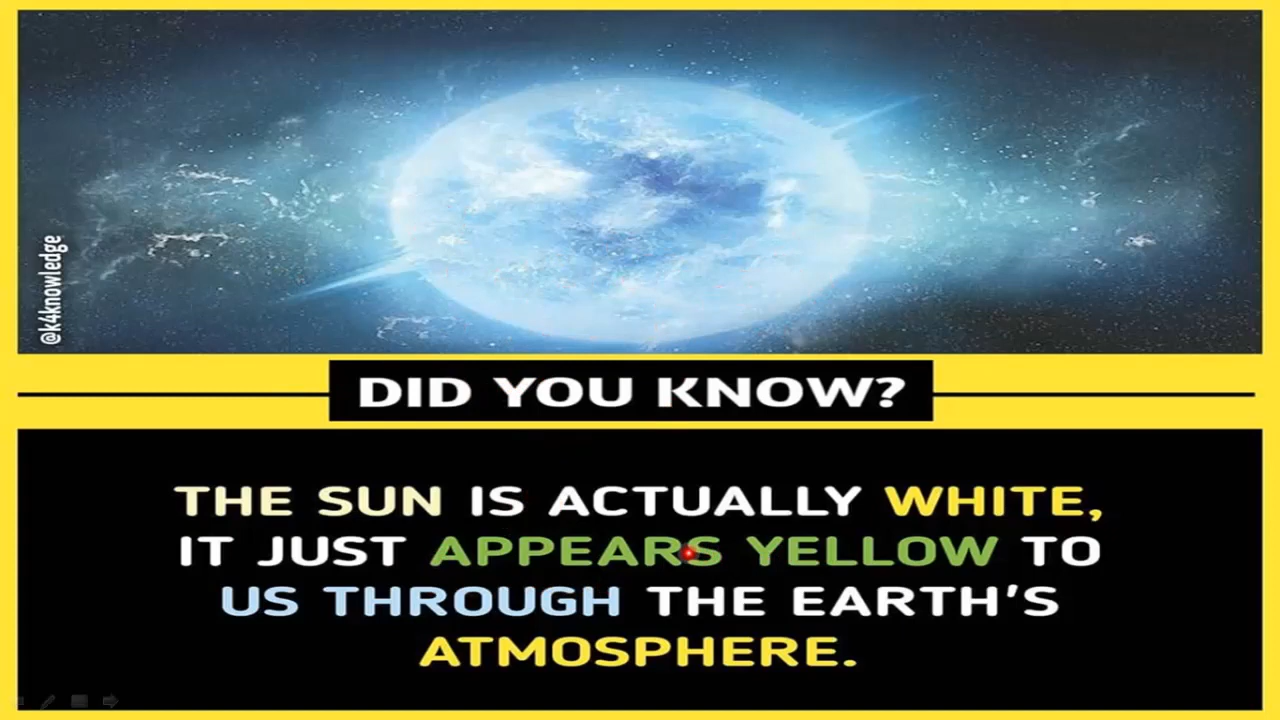 @k4knowledge
DID YOU KNOW?
THE SUN IS ACTUALLY WHITE,
IT JUST APPEARS YELLOW TO
US THROUGH THE EARTH'S
ATMOSPHERE.